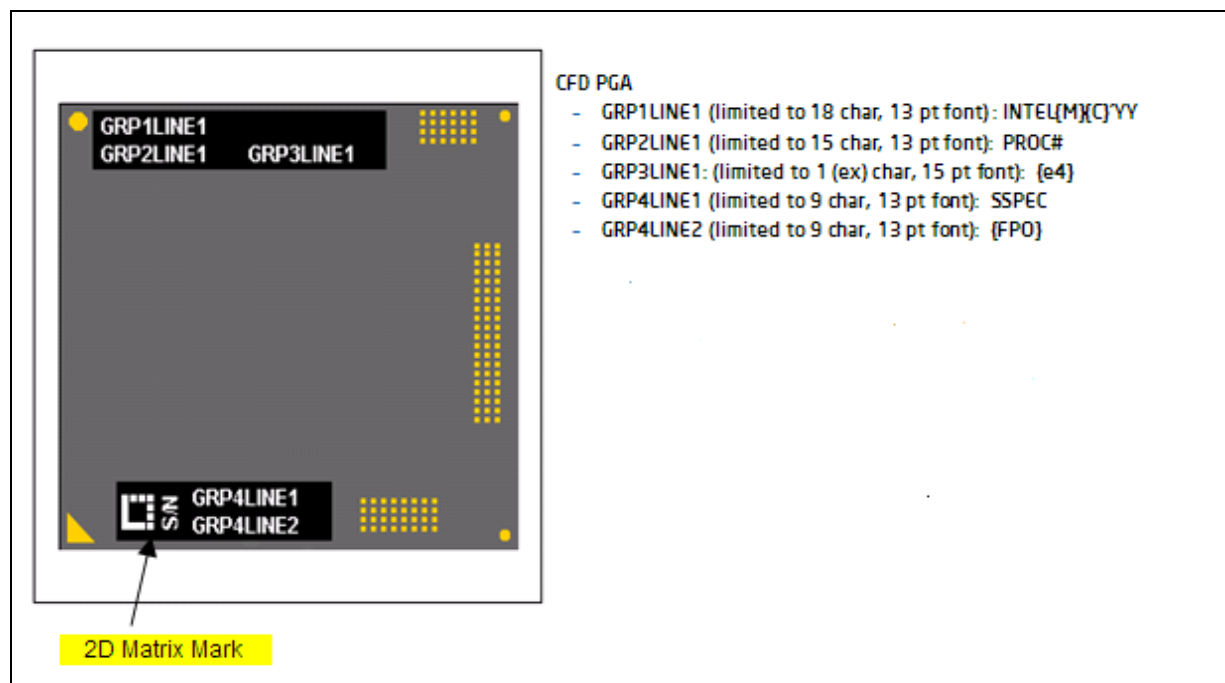 GRP1LINE1
GRP2LINE1 GRP3LINE1
S/N
GRP4LINE1
GRP4LINE2
2D Matrix Mark
CFD PGA
- GRP1LINE1 (limited to 18 char, 13 pt font): INTEL{M}{C}'YY
- GRP2LINE1 (limited to 15 char, 13 pt font): PROC#
- GRP3LINE1: (limited to 1 (ex) char, 15 pt font): {e4}
- GRP4LINE1 (limited to 9 char, 13 pt font): SSPEC
- GRP4LINE2 (limited to 9 char, 13 pt font): {FPO}